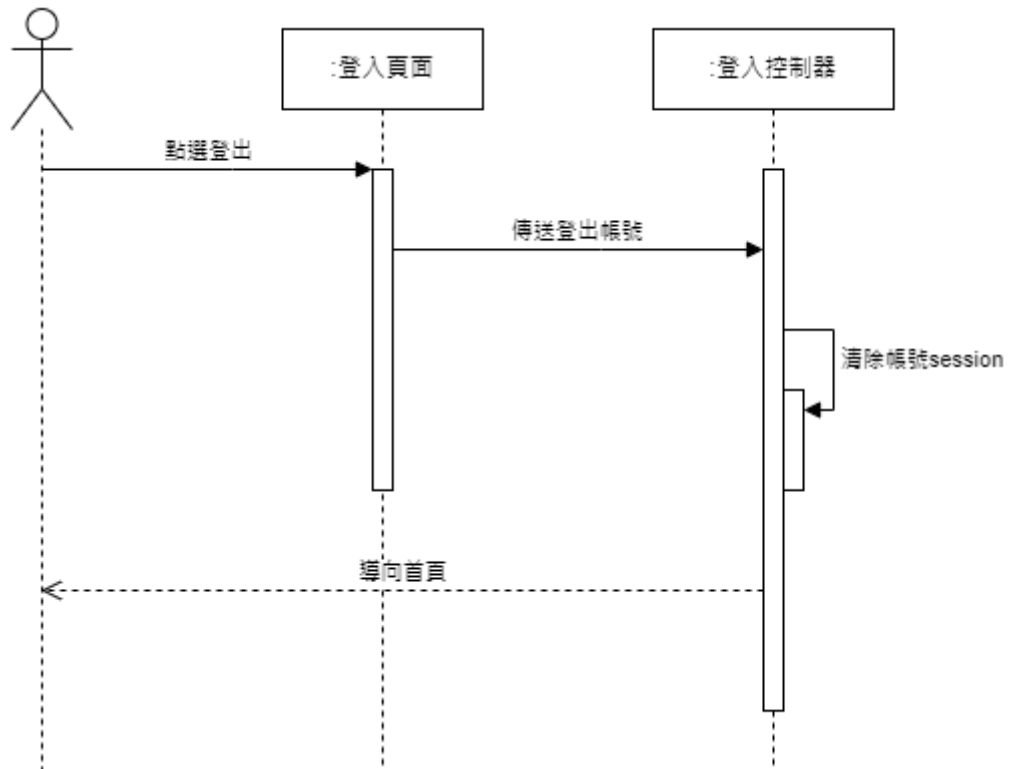 :登入頁面
:登入控制器
點選登出
傳送登出帳號
清除帳號session
導向首頁